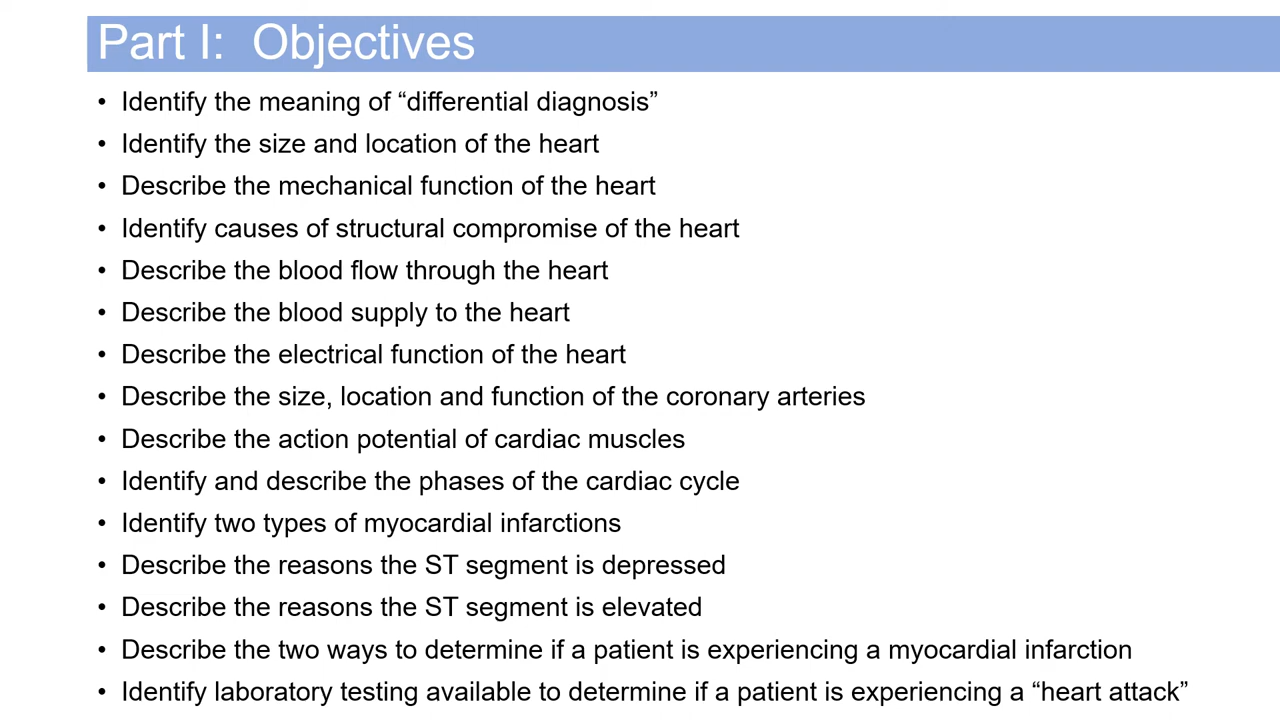 Part I:  Objectives
• Identify the meaning of “differential diagnosis”
• Identify the size and location of the heart
• Describe the mechanical function of the heart
• Identify causes of structural compromise of the heart
• Describe the blood flow through the heart
• Describe the blood supply to the heart
• Describe the electrical function of the heart
• Describe the size, location and function of the coronary arteries
• Describe the action potential of cardiac muscles
• Identify and describe the phases of the cardiac cycle
• Identify two types of myocardial infarctions
• Describe the reasons the ST segment is depressed
• Describe the reasons the ST segment is elevated
• Describe the two ways to determine if a patient is experiencing a myocardial infarction
• Identify laboratory testing available to determine if a patient is experiencing a “heart attack”